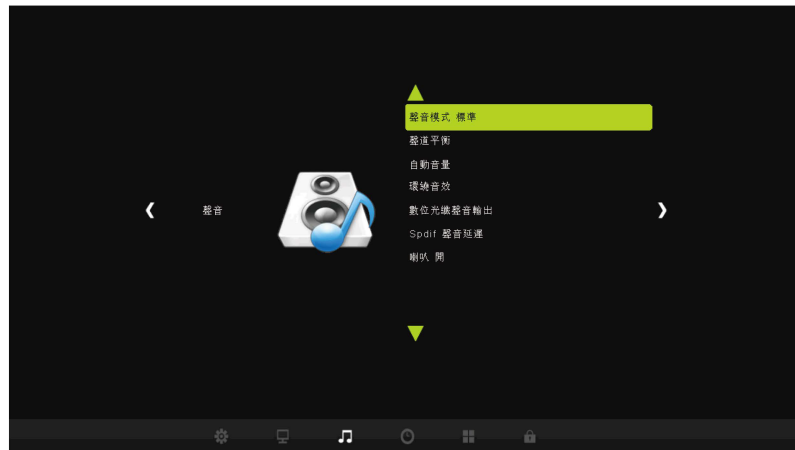 聲音
聲音模式 標準
聲道平衡
自動音量
環繞音效
數位光纖聲音輸出
Spdif 聲音延遲
喇叭 開